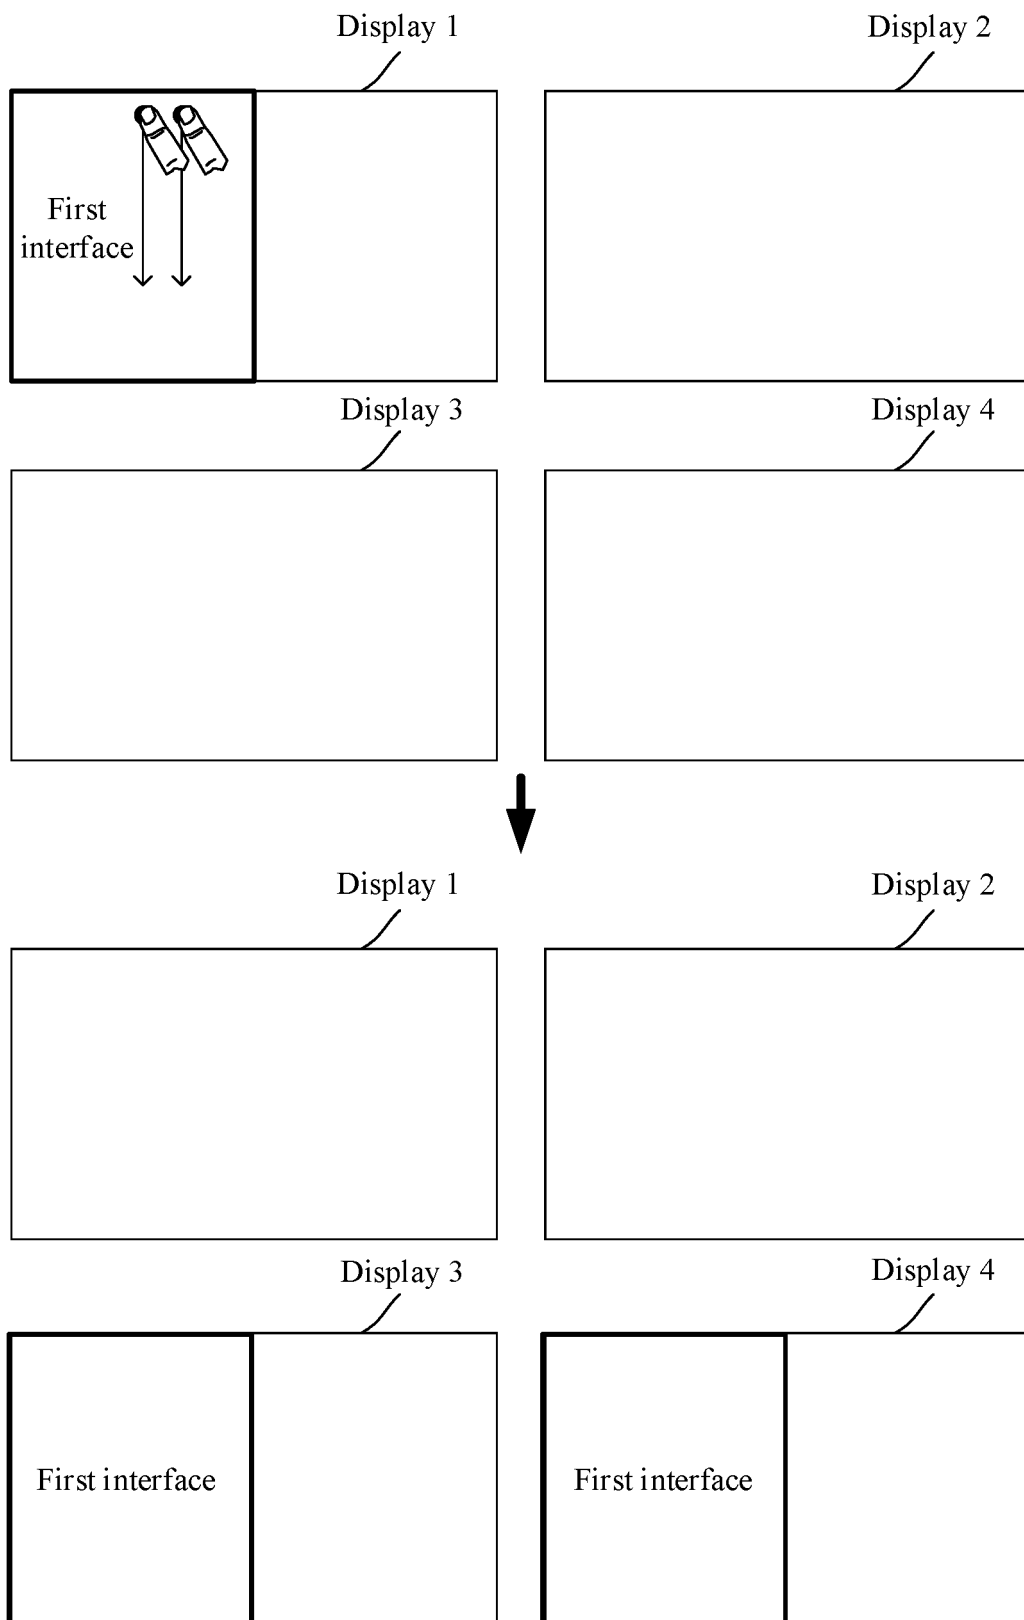 Display 1
Display 2
First
interface
Display 3
Display 4
Display 1
Display 2
Display 3
Display 4
First interface
First interface